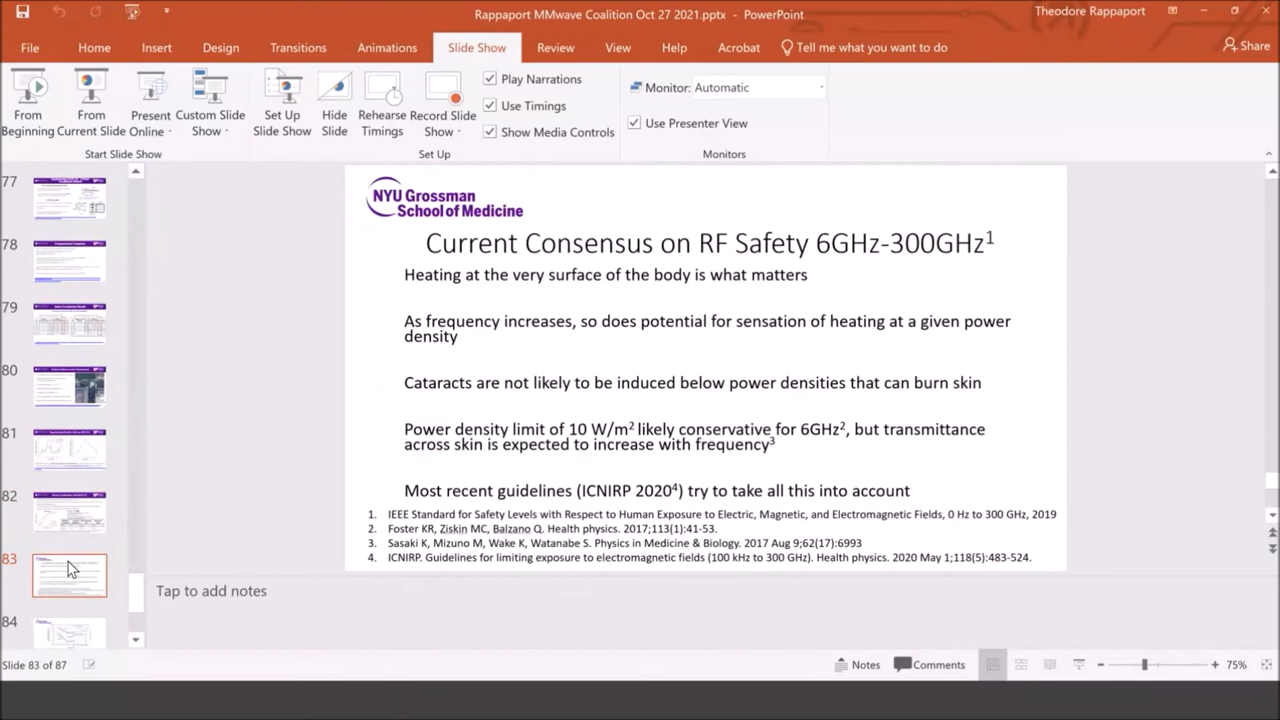 Rappaport MMwave Coalition Oct 27 2021.pptx - PowerPoint
Theodore Rappaport
File Home Insert Design Transitions Animations Slide Show Review View Help Acrobat Tell me what you want to do Share
From Beginning
From Current Slide
Present Online
Custom Slide Show
Start Slide Show
Set Up Slide Show
Hide Slide
Rehearse Timings
Record Slide Show
Play Narrations
Use Timings
Show Media Controls
Set Up
Monitor: Automatic
Use Presenter View
Monitors
77
78
79
80
81
82
83
84
NYU Grossman
School of Medicine
Current Consensus on RF Safety 6GHz-300GHz1
Heating at the very surface of the body is what matters
As frequency increases, so does potential for sensation of heating at a given power
density
Cataracts are not likely to be induced below power densities that can burn skin
Power density limit of 10 W/m2 likely conservative for 6GHz2, but transmittance
across skin is expected to increase with frequency3
Most recent guidelines (ICNIRP 20204) try to take all this into account
1. IEEE Standard for Safety Levels with Respect to Human Exposure to Electric, Magnetic, and Electromagnetic Fields, 0 Hz to 300 GHz, 2019
2. Foster KR, Ziskin MC, Balzano Q. Health physics. 2017;113(1):41-53.
3. Sasaki K, Mizuno M, Wake K, Watanabe S. Physics in Medicine & Biology. 2017 Aug 9;62(17):6993
4. ICNIRP. Guidelines for limiting exposure to electromagnetic fields (100 kHz to 300 GHz). Health physics. 2020 May 1;118(5):483-524.
Tap to add notes
Slide 83 of 87
Notes Comments 75%